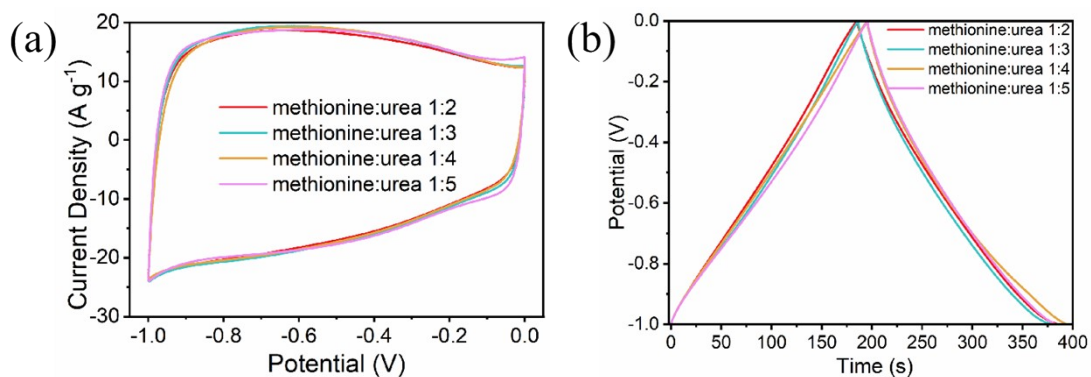 (a)
20
10
0
-10
-20
-30
Current Density (A g⁻¹)
methionine:urea 1:2
methionine:urea 1:3
methionine:urea 1:4
methionine:urea 1:5
-1.0 -0.8 -0.6 -0.4 -0.2 0.0
Potential (V)
(b)
0.0
-0.2
-0.4
-0.6
-0.8
-1.0
Potential (V)
methionine:urea 1:2
methionine:urea 1:3
methionine:urea 1:4
methionine:urea 1:5
0 50 100 150 200 250 300 350 400
Time (s)